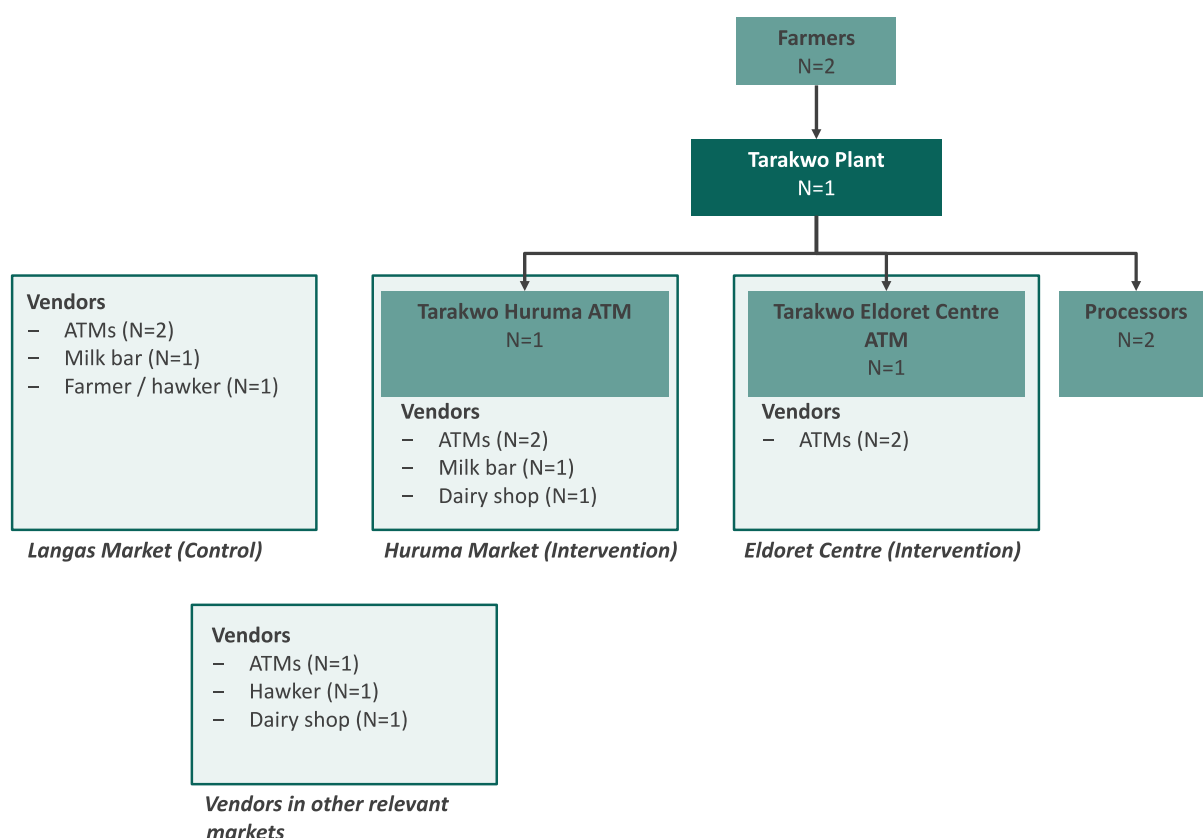 Farmers
N=2
Tarakwo Plant
N=1
Vendors
– ATMs (N=2)
– Milk bar (N=1)
– Farmer / hawker (N=1)
Langas Market (Control)
Tarakwo Huruma ATM
N=1
Vendors
– ATMs (N=2)
– Milk bar (N=1)
– Dairy shop (N=1)
Huruma Market (Intervention)
Tarakwo Eldoret Centre
ATM
N=1
Vendors
– ATMs (N=2)
Eldoret Centre (Intervention)
Processors
N=2
Vendors
– ATMs (N=1)
– Hawker (N=1)
– Dairy shop (N=1)
Vendors in other relevant
markets